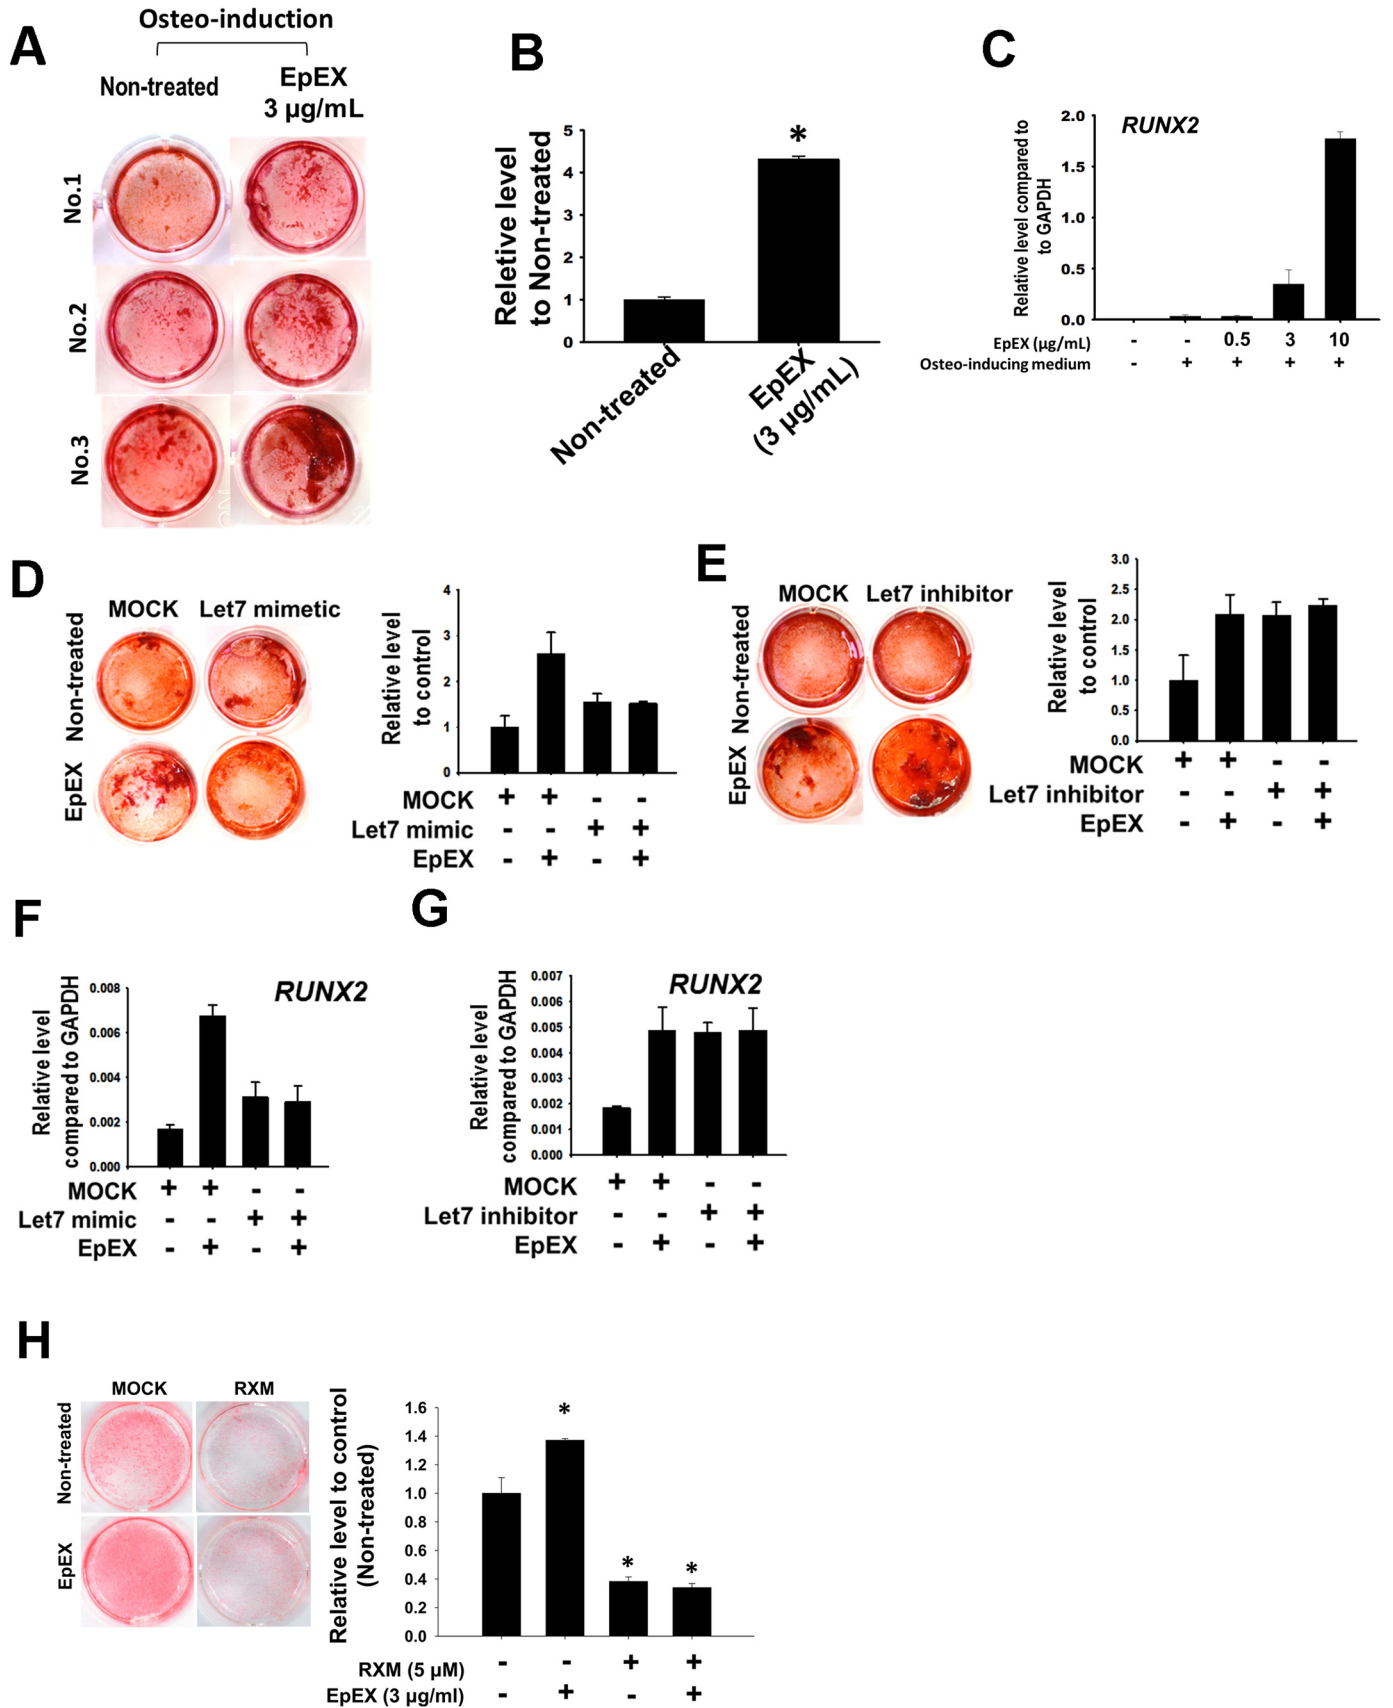 A
Osteo-induction
Non-treated
EpEX
3 µg/mL
No.1
No.2
No.3
B
Reletive level
to Non-treated
5
4
3
2
1
0
*
Non-treated
EpEX
(3 µg/mL)
C
RUNX2
Relative level compared to
to GAPDH
2.0
1.5
1.0
0.5
0.0
EpEX (µg/mL) - - 0.5 3 10
Osteo-inducing medium - + + + +
D
MOCK Let7 mimetic
Non-treated
EpEX
Relative level
to control
4
3
2
1
0
MOCK + + - -
Let7 mimic - - + +
EpEX - + - +
E
MOCK Let7 inhibitor
Non-treated
EpEX
Relative level
to control
3.0
2.5
2.0
1.5
1.0
0.5
0.0
MOCK + + - -
Let7 inhibitor - - + +
EpEX - + - +
F
RUNX2
Relative level
compared to GAPDH
0.008
0.006
0.004
0.002
0.000
MOCK + + - -
Let7 mimic - - + +
EpEX - + - +
G
RUNX2
Relative level
compared to GAPDH
0.007
0.006
0.005
0.004
0.003
0.002
0.001
0.000
MOCK + + - -
Let7 inhibitor - - + +
EpEX - + - +
H
MOCK RXM
Non-treated
EpEX
Relative level to control
(Non-treated)
1.6
1.4
1.2
1.0
0.8
0.6
0.4
0.2
0.0
*
*
*
RXM (5 µM) - - + +
EpEX (3 µg/ml) - + - +